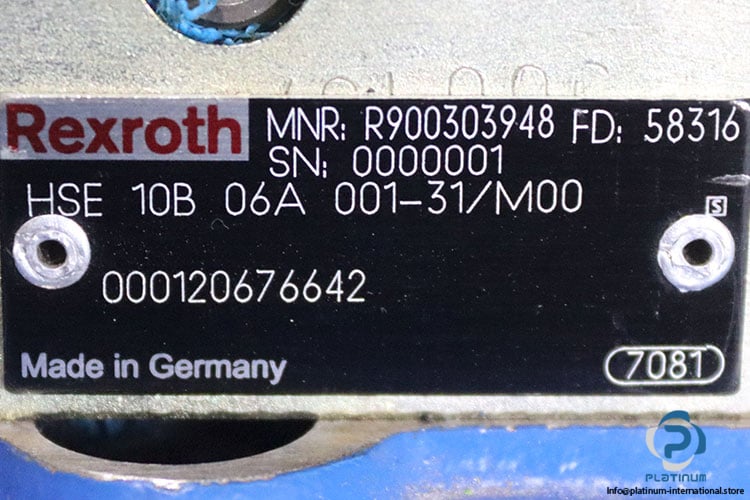 Rexroth MNR: R900303948 FD: 58316
SN: 0000001
HSE 10B 06A 001-31/M00
S
000120676642
Made in Germany 7081
PLATINUM
Info@platinum-international.store